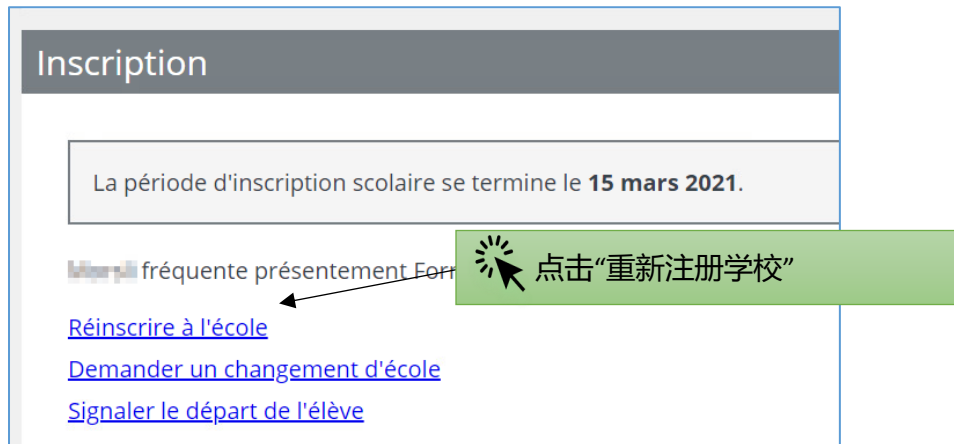 Inscription
La période d'inscription scolaire se termine le 15 mars 2021.
fréquente présentement
点击“重新注册学校”
Réinscrire à l'école
Demander un changement d'école
Signaler le départ de l'élève